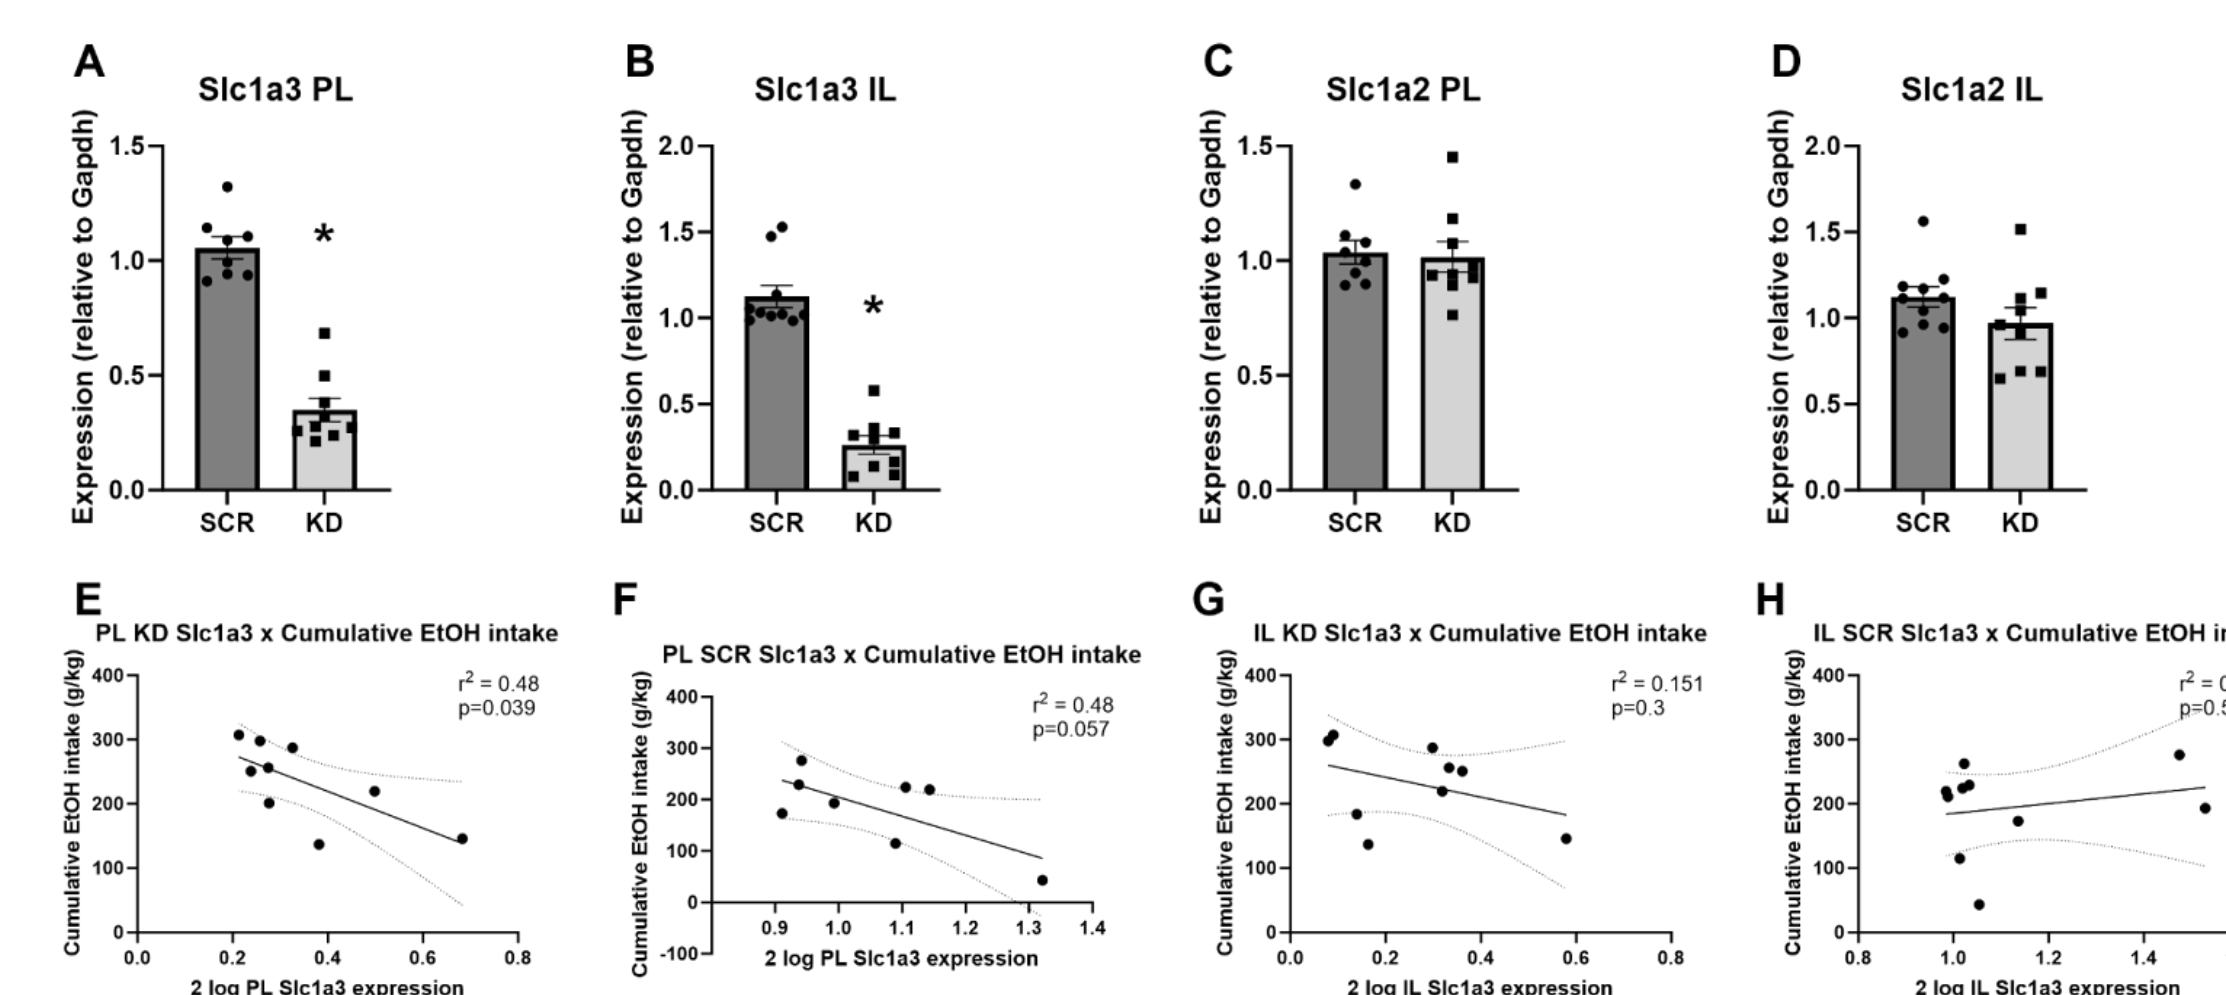 A
Slc1a3 PL
Expression (relative to Gapdh)
1.5
1.0
0.5
0.0
*
SCR
KD
B
Slc1a3 IL
Expression (relative to Gapdh)
2.0
1.5
1.0
0.5
0.0
*
SCR
KD
C
Slc1a2 PL
Expression (relative to Gapdh)
1.5
1.0
0.5
0.0
SCR
KD
D
Slc1a2 IL
Expression (relative to Gapdh)
2.0
1.5
1.0
0.5
0.0
SCR
KD
E
PL KD Slc1a3 x Cumulative EtOH intake
r² = 0.48
p=0.039
Cumulative EtOH intake (g/kg)
400
300
200
100
0
0.0 0.2 0.4 0.6 0.8
2 log PL Slc1a3 expression
F
PL SCR Slc1a3 x Cumulative EtOH intake
r² = 0.48
p=0.057
Cumulative EtOH intake (g/kg)
400
300
200
100
0
-100
0.9 1.0 1.1 1.2 1.3 1.4
2 log PL Slc1a3 expression
G
IL KD Slc1a3 x Cumulative EtOH intake
r² = 0.151
p=0.3
Cumulative EtOH intake (g/kg)
400
300
200
100
0
0.0 0.2 0.4 0.6 0.8
2 log IL Slc1a3 expression
H
IL SCR Slc1a3 x Cumulative EtOH
r² =
Cumulative EtOH intake (g/kg)
400
300
200
100
0
0.8 1.0 1.2 1.4
2 log IL Slc1a3 expression